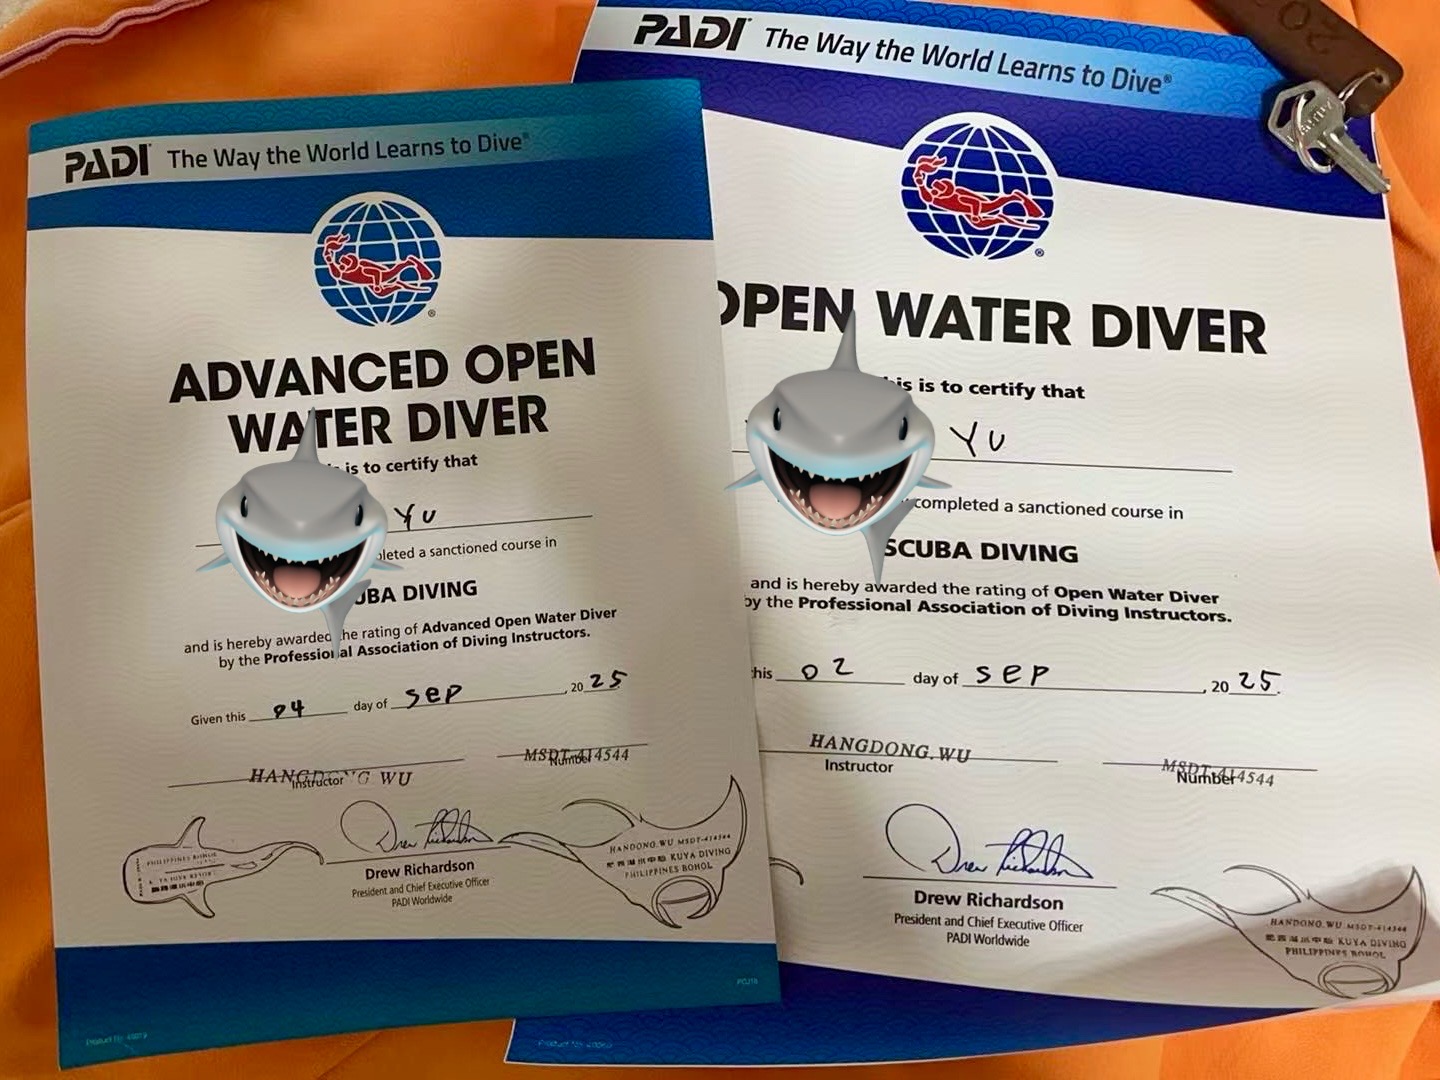 PADI The Way the World Learns to Dive®
ADVANCED OPEN
WATER DIVER
is to certify that
Yu
completed a sanctioned course in
SCUBA DIVING
and is hereby awarded the rating of Advanced Open Water Diver
by the Professional Association of Diving Instructors.
Given this 04 day of Sep, 2025
HANGDONG WU MSDT-414544
Instructor Number
PHILIPPINES BOHOL
Drew Richardson
President and Chief Executive Officer
PADI Worldwide
HANDONG.WU MSDT-414544
KUYA DIVING
PHILIPPINES BOHOL
PADI The Way the World Learns to Dive®
OPEN WATER DIVER
is is to certify that
Yu
completed a sanctioned course in
SCUBA DIVING
and is hereby awarded the rating of Open Water Diver
by the Professional Association of Diving Instructors.
this 02 day of Sep, 2025.
HANGDONG.WU MSDT-414544
Instructor Number
Drew Richardson
President and Chief Executive Officer
PADI Worldwide
HANDONG.WU MSDT-414544
KUYA DIVING
PHILIPPINES BOHOL